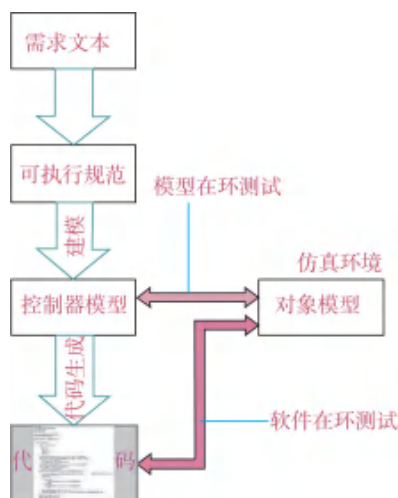 需求文本
可执行规范
模型在环测试
建模
仿真环境
控制器模型
对象模型
代码生成
软件在环测试
代 码